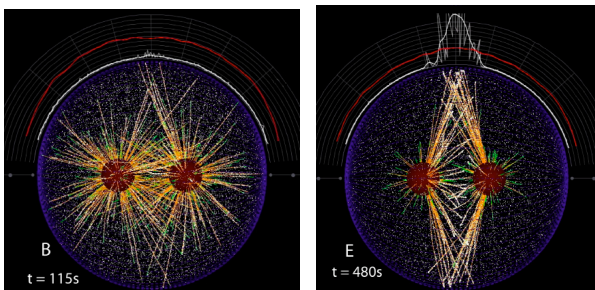 B
t = 115s
E
t = 480s